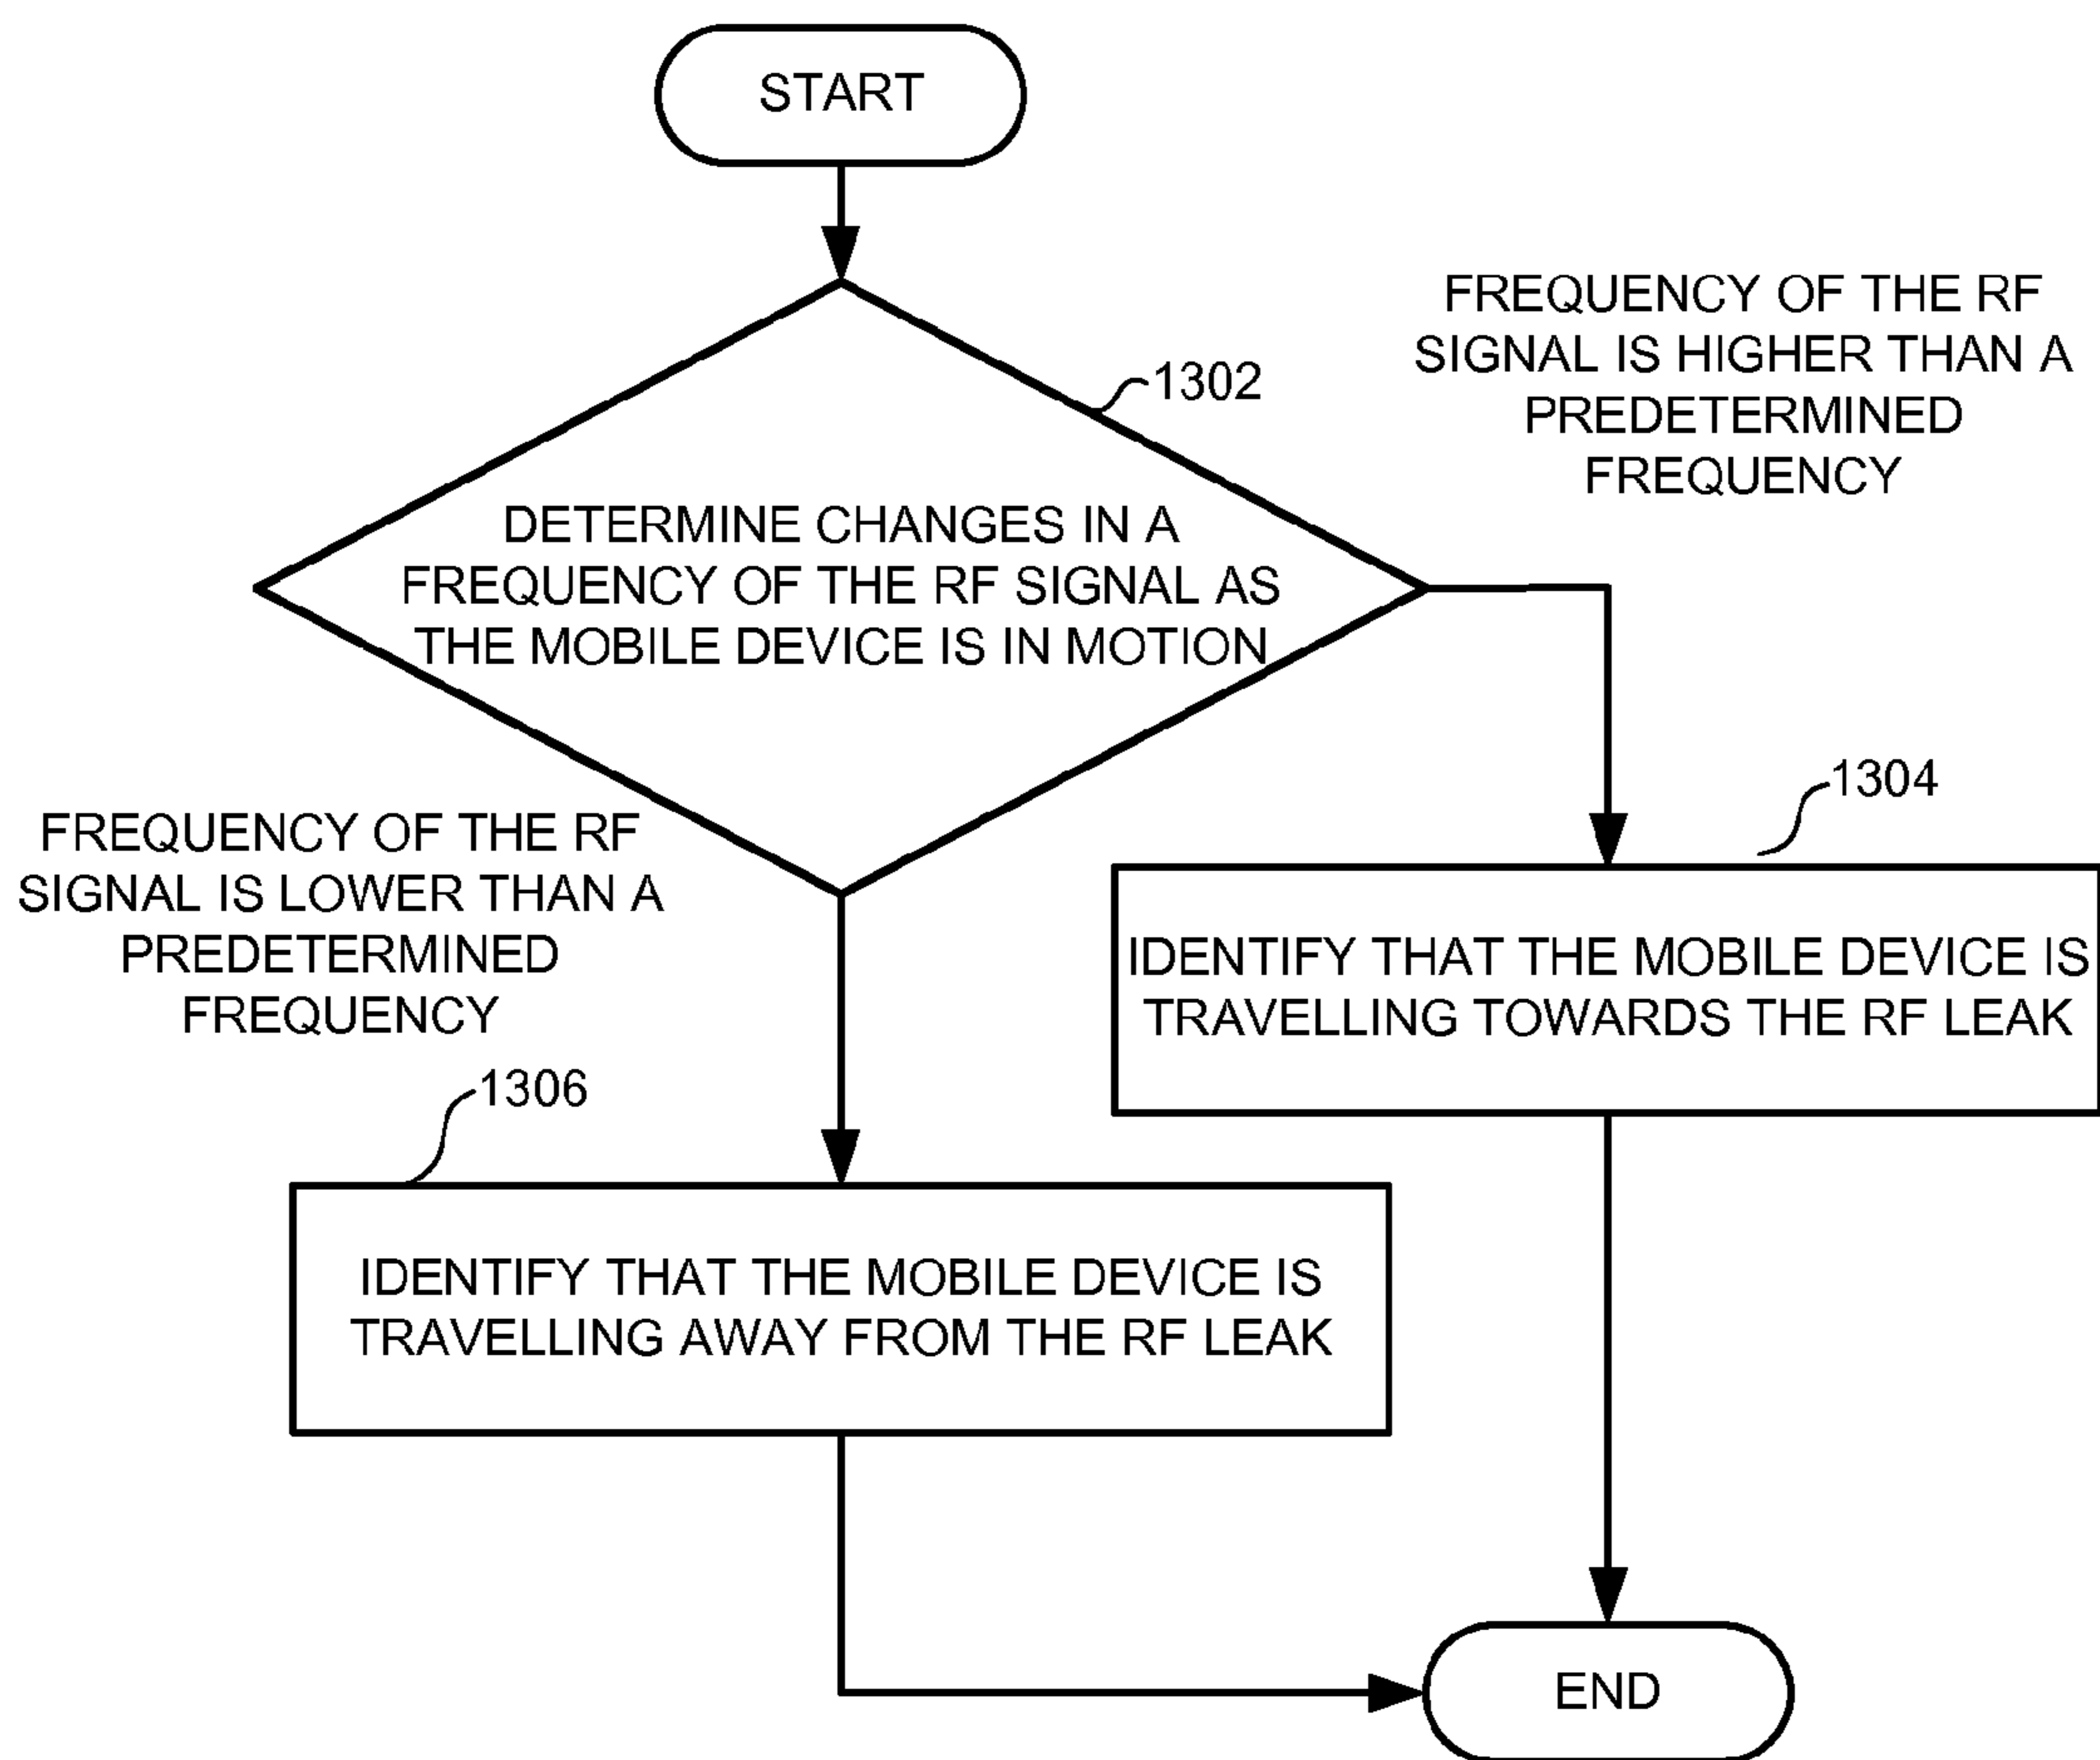 START
FREQUENCY OF THE RF
SIGNAL IS HIGHER THAN A
PREDETERMINED
FREQUENCY
1302
DETERMINE CHANGES IN A
FREQUENCY OF THE RF SIGNAL AS
THE MOBILE DEVICE IS IN MOTION
1304
FREQUENCY OF THE RF
SIGNAL IS LOWER THAN A
PREDETERMINED
FREQUENCY
IDENTIFY THAT THE MOBILE DEVICE IS
TRAVELLING TOWARDS THE RF LEAK
1306
IDENTIFY THAT THE MOBILE DEVICE IS
TRAVELLING AWAY FROM THE RF LEAK
END